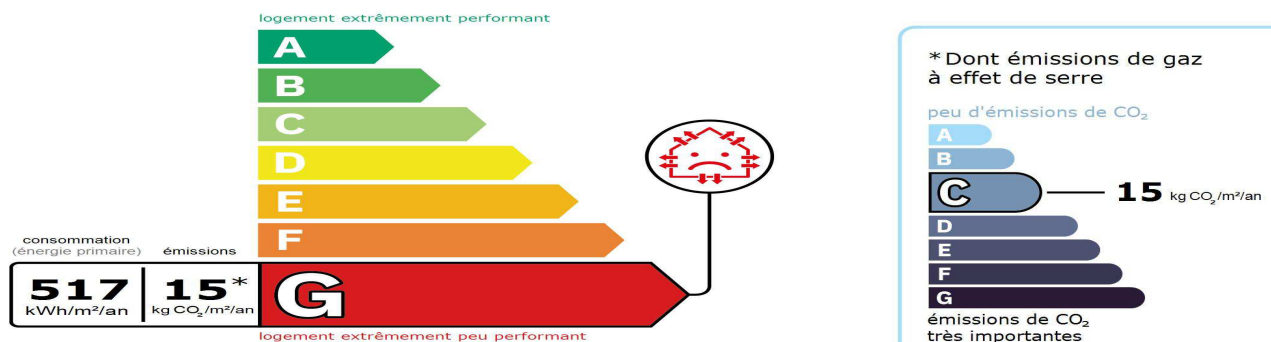 logement extrêmement performant
A
B
C
D
E
F
consommation
(énergie primaire) émissions
517 15*
kWh/m²/an kg CO₂/m²/an
G
logement extrêmement peu performant
*Dont émissions de gaz
à effet de serre
peu d'émissions de CO₂
A
B
C 15 kg CO₂/m²/an
D
E
F
G
émissions de CO₂
très importantes